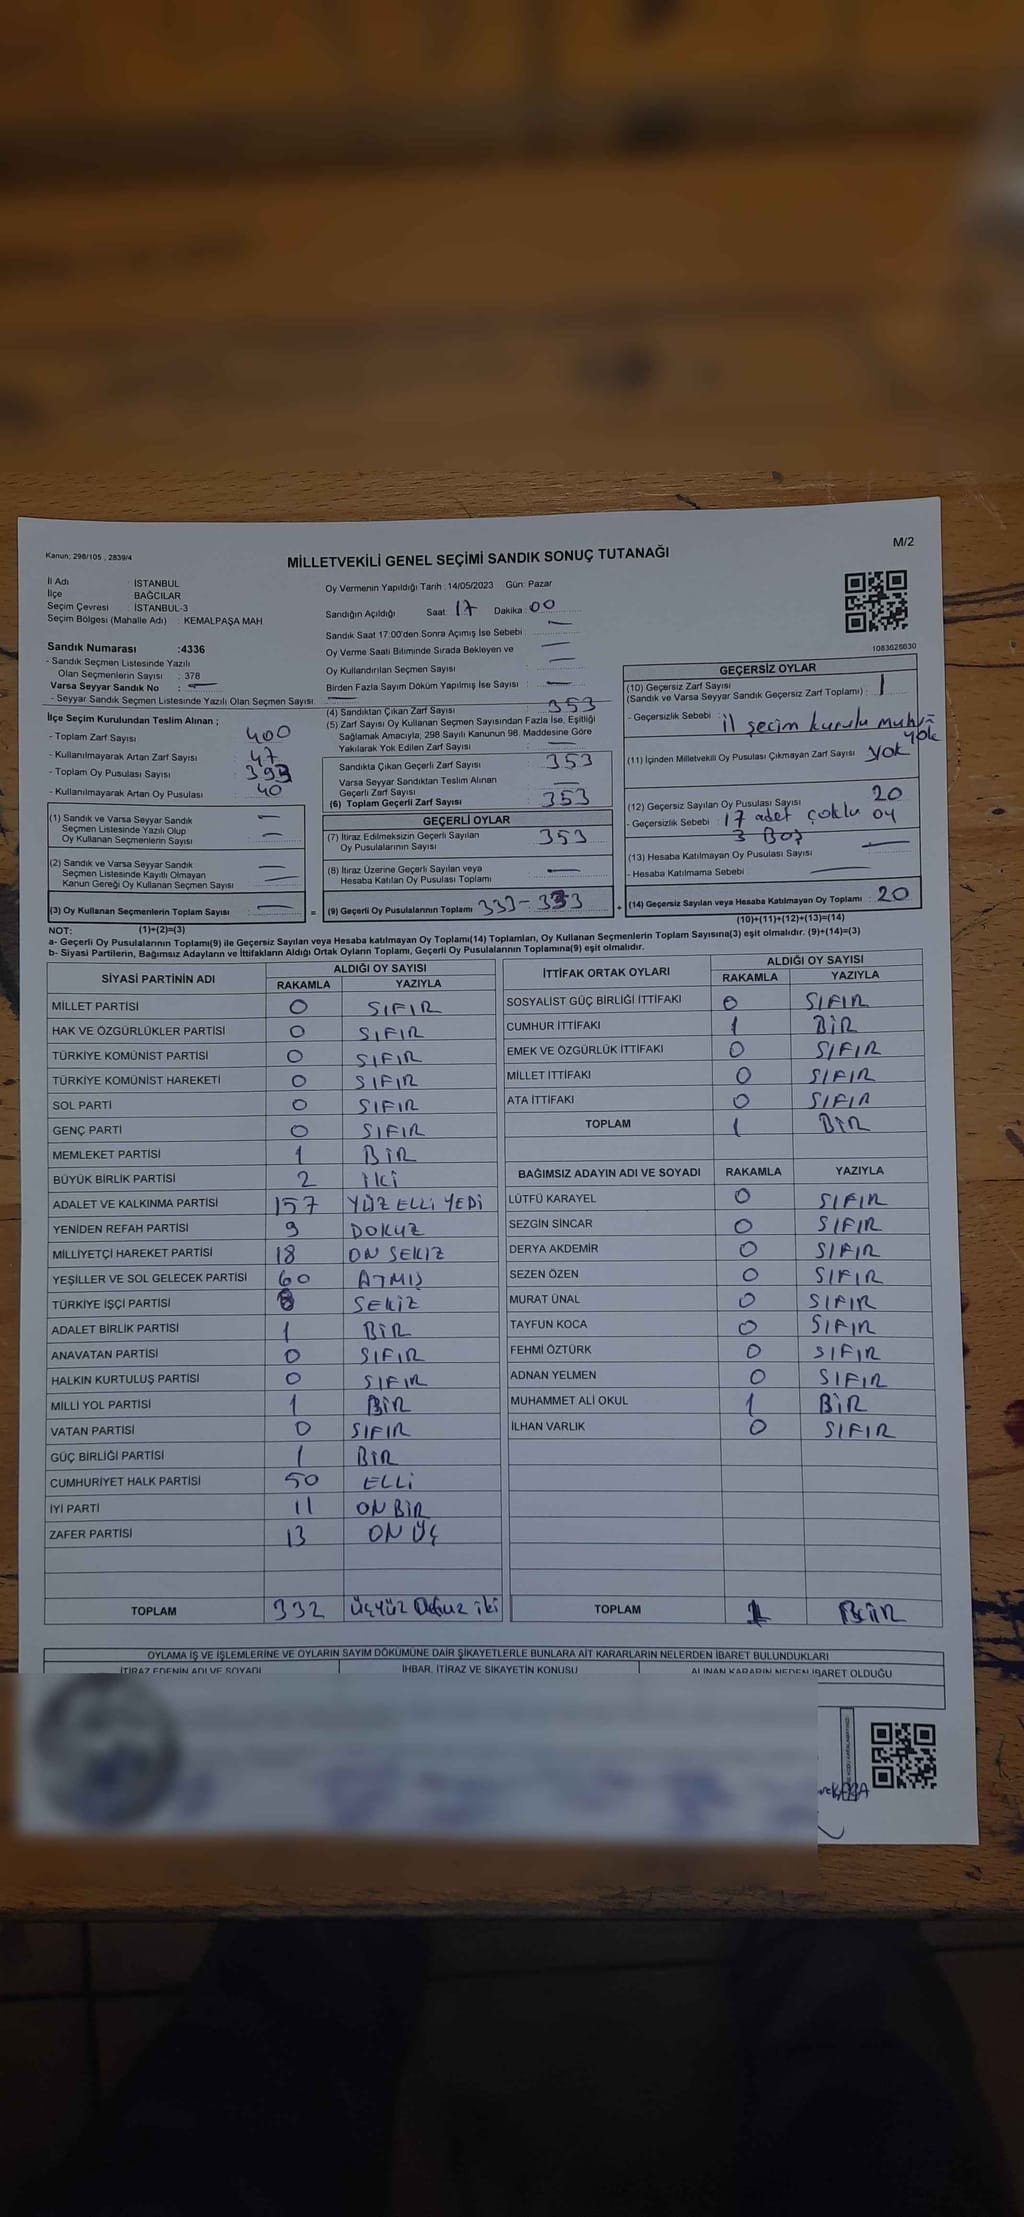 Kanun: 298/105 , 2839/4
M/2
MİLLETVEKİLİ GENEL SEÇİMİ SANDIK SONUÇ TUTANAĞI
İl Adı : İSTANBUL
İlçe : BAĞCILAR
Seçim Çevresi : İSTANBUL-3
Seçim Bölgesi (Mahalle Adı) : KEMALPAŞA MAH
Oy Vermenin Yapıldığı Tarih : 14/05/2023 Gün: Pazar
Sandığın Açıldığı Saat: 17 Dakika : 00
Sandık Saat 17:00'den Sonra Açımış İse Sebebi :
Oy Verme Saati Bitiminde Sırada Bekleyen ve
Oy Kullandırılan Seçmen Sayısı
Birden Fazla Sayım Döküm Yapılmış İse Sayısı :
1083626630
Sandık Numarası :4336
- Sandık Seçmen Listesinde Yazılı
Olan Seçmenlerin Sayısı : 378
Varsa Seyyar Sandık No :
- Seyyar Sandık Seçmen Listesinde Yazılı Olan Seçmen Sayısı
İlçe Seçim Kurulundan Teslim Alınan ;
- Toplam Zarf Sayısı : 400
- Kullanılmayarak Artan Zarf Sayısı : 47
- Toplam Oy Pusulası Sayısı : 393
- Kullanılmayarak Artan Oy Pusulası : 40
(1) Sandık ve Varsa Seyyar Sandık
Seçmen Listesinde Yazılı Olup
Oy Kullanan Seçmenlerin Sayısı :
(2) Sandık ve Varsa Seyyar Sandık
Seçmen Listesinde Kayıtlı Olmayan
Kanun Gereği Oy Kullanan Seçmen Sayısı
(3) Oy Kullanan Seçmenlerin Toplam Sayısı :
(1)+(2)=(3)
(4) Sandıktan Çıkan Zarf Sayısı : 353
(5) Zarf Sayısı Oy Kullanan Seçmen Sayısından Fazla İse, Eşitliği
Sağlamak Amacıyla, 298 Sayılı Kanunun 98. Maddesine Göre
Yakılarak Yok Edilen Zarf Sayısı :
Sandıkta Çıkan Geçerli Zarf Sayısı : 353
Varsa Seyyar Sandıktan Teslim Alınan
Geçerli Zarf Sayısı
(6) Toplam Geçerli Zarf Sayısı : 353
GEÇERLİ OYLAR
(7) İtiraz Edilmeksizin Geçerli Sayılan
Oy Pusulalarının Sayısı : 353
(8) İtiraz Üzerine Geçerli Sayılan veya
Hesaba Katılan Oy Pusulası Toplamı :
= (9) Geçerli Oy Pusulalarının Toplamı 333-333 +
GEÇERSİZ OYLAR
(10) Geçersiz Zarf Sayısı
(Sandık ve Varsa Seyyar Sandık Geçersiz Zarf Toplamı) : 1
- Geçersizlik Sebebi : il seçim kurulu
yok
(11) İçinden Milletvekili Oy Pusulası Çıkmayan Zarf Sayısı : yok
(12) Geçersiz Sayılan Oy Pusulası Sayısı 20
- Geçersizlik Sebebi : 17 adet çoklu oy
3 Boş
(13) Hesaba Katılmayan Oy Pusulası Sayısı
- Hesaba Katılmama Sebebi :
(14) Geçersiz Sayılan veya Hesaba Katılmayan Oy Toplamı : 20
(10)+(11)+(12)+(13)=(14)
NOT:
a- Geçerli Oy Pusulalarının Toplamı(9) ile Geçersiz Sayılan veya Hesaba katılmayan Oy Toplamı(14) Toplamları, Oy Kullanan Seçmenlerin Toplam Sayısına(3) eşit olmalıdır. (9)+(14)=(3)
b- Siyasi Partilerin, Bağımsız Adayların ve İttifakların Aldığı Ortak Oyların Toplamı, Geçerli Oy Pusulalarının Toplamına(9) eşit olmalıdır.
SİYASİ PARTİNİN ADI
ALDIĞI OY SAYISI
RAKAMLA YAZIYLA
MİLLET PARTİSİ 0 SIFIR
HAK VE ÖZGÜRLÜKLER PARTİSİ 0 SIFIR
TÜRKİYE KOMÜNİST PARTİSİ 0 SIFIR
TÜRKİYE KOMÜNİST HAREKETİ 0 SIFIR
SOL PARTİ 0 SIFIR
GENÇ PARTİ 0 SIFIR
MEMLEKET PARTİSİ 1 BİR
BÜYÜK BİRLİK PARTİSİ 2 İKİ
ADALET VE KALKINMA PARTİSİ 157 YÜZ ELLİ YEDİ
YENİDEN REFAH PARTİSİ 9 DOKUZ
MİLLİYETÇİ HAREKET PARTİSİ 18 ON SEKİZ
YEŞİLLER VE SOL GELECEK PARTİSİ 60 ATMIŞ
TÜRKİYE İŞÇİ PARTİSİ 8 SEKİZ
ADALET BİRLİK PARTİSİ 1 BİR
ANAVATAN PARTİSİ 0 SIFIR
HALKIN KURTULUŞ PARTİSİ 0 SIFIR
MİLLİ YOL PARTİSİ 1 BİR
VATAN PARTİSİ 0 SIFIR
GÜÇ BİRLİĞİ PARTİSİ 1 BİR
CUMHURİYET HALK PARTİSİ 50 ELLİ
İYİ PARTİ 11 ON BİR
ZAFER PARTİSİ 13 ON ÜÇ
TOPLAM 332 üçyüz Otuz iki
İTTİFAK ORTAK OYLARI
ALDIĞI OY SAYISI
RAKAMLA YAZIYLA
SOSYALİST GÜÇ BİRLİĞİ İTTİFAKI 0 SIFIR
CUMHUR İTTİFAKI 1 BİR
EMEK VE ÖZGÜRLÜK İTTİFAKI 0 SIFIR
MİLLET İTTİFAKI 0 SIFIR
ATA İTTİFAKI 0 SIFIR
TOPLAM 1 BİR
BAĞIMSIZ ADAYIN ADI VE SOYADI RAKAMLA YAZIYLA
LÜTFÜ KARAYEL 0 SIFIR
SEZGİN SİNCAR 0 SIFIR
DERYA AKDEMİR 0 SIFIR
SEZEN ÖZEN 0 SIFIR
MURAT ÜNAL 0 SIFIR
TAYFUN KOCA 0 SIFIR
FEHMİ ÖZTÜRK 0 SIFIR
ADNAN YELMEN 0 SIFIR
MUHAMMET ALİ OKUL 1 BİR
İLHAN VARLIK 0 SIFIR
TOPLAM 1 BİR
OYLAMA İŞ VE İŞLEMLERİNE VE OYLARIN SAYIM DÖKÜMÜNE DAİR ŞİKAYETLERLE BUNLARA AİT KARARLARIN NELERDEN İBARET BULUNDUKLARI
İTİRAZ EDENİN ADI VE SOYADI
İHBAR, İTİRAZ VE ŞİKAYETİN KONUSU
ALINAN KARARIN NEDEN İBARET OLDUĞU